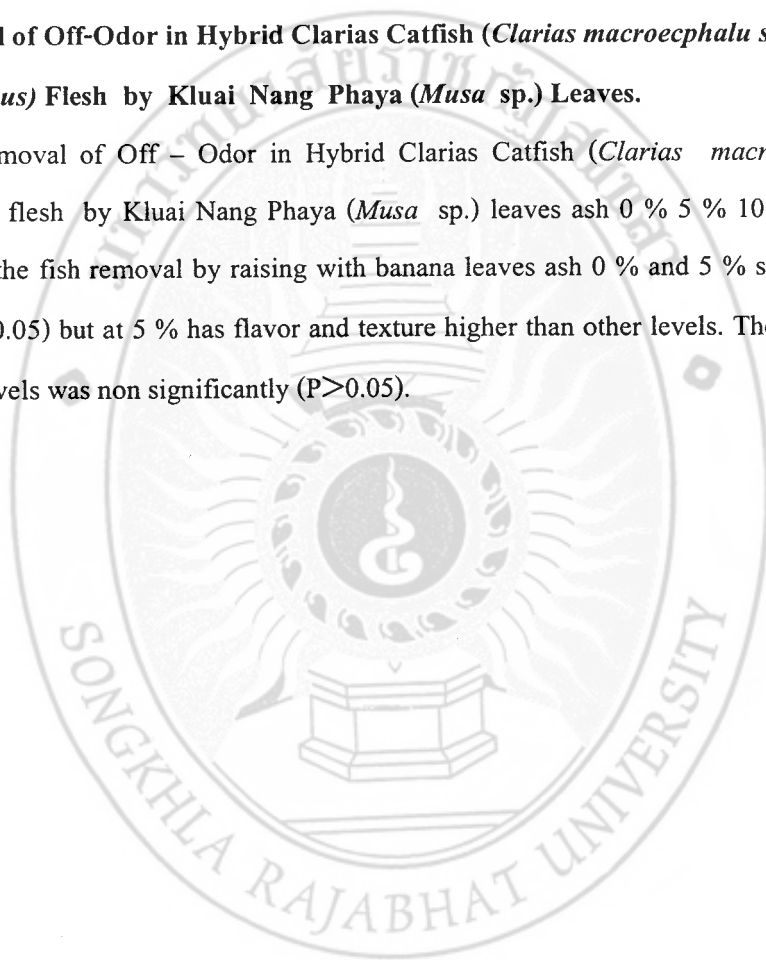 l of Off-Odor in Hybrid Clarias Catfish (Clarias macroecphalu s
us) Flesh by Kluai Nang Phaya (Musa sp.) Leaves.
moval of Off – Odor in Hybrid Clarias Catfish (Clarias macr
flesh by Kluai Nang Phaya (Musa sp.) leaves ash 0 % 5 % 10
the fish removal by raising with banana leaves ash 0 % and 5 % s
0.05) but at 5 % has flavor and texture higher than other levels. The
vels was non significantly (P>0.05).
SONGKHLA RAJABHAT UNIVERSITY